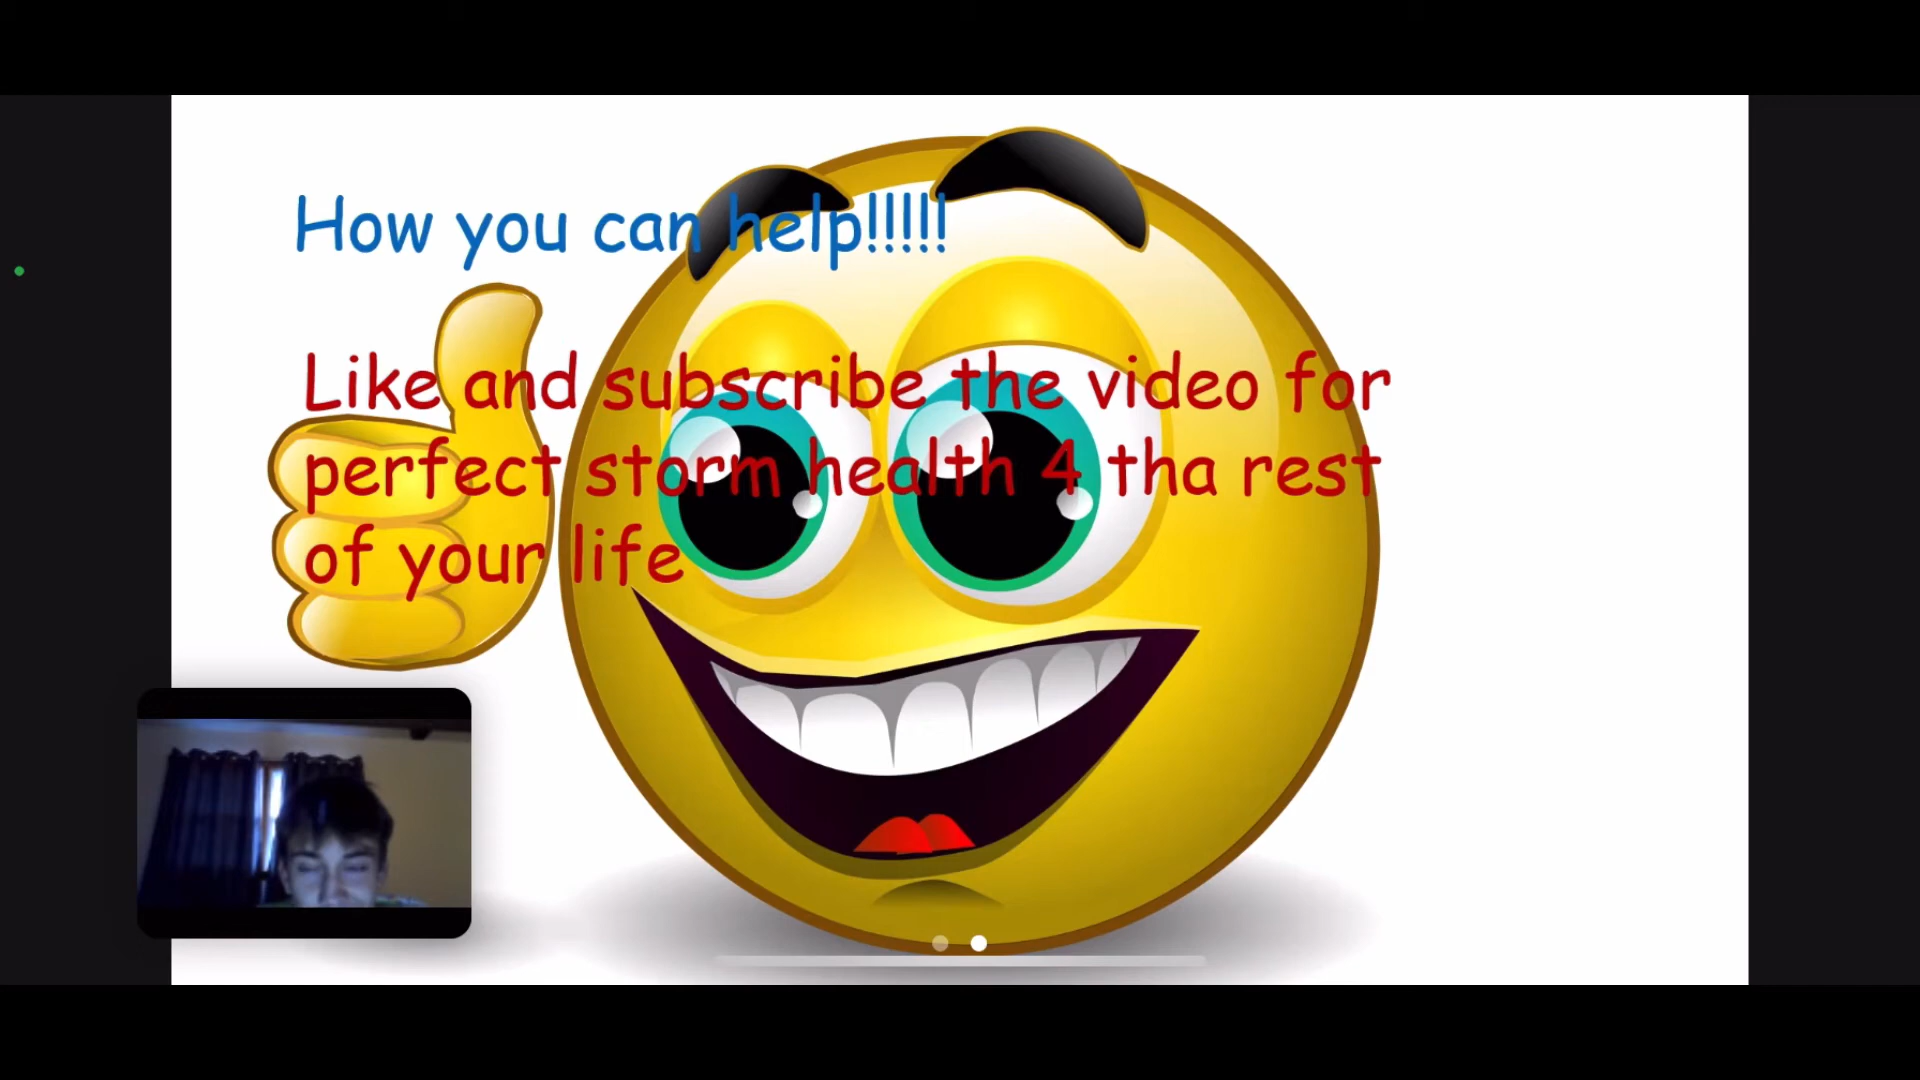 How you can help!!!!!
Like and subscribe the video for
perfect storm health 4 tha rest
of your life